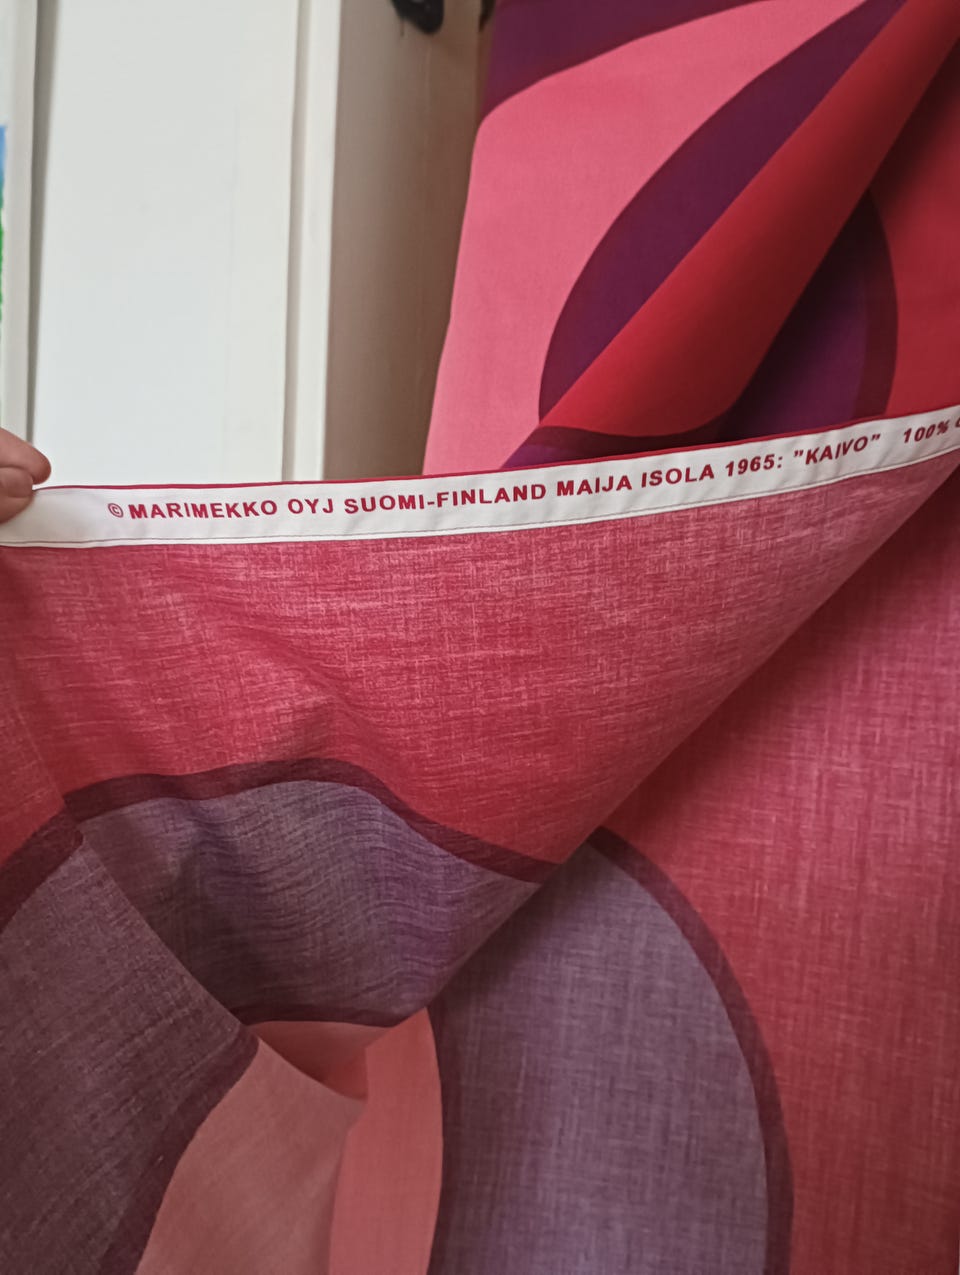 © MARIMEKKO OYJ SUOMI-FINLAND MAIJA ISOLA 1965: ”KAIVO” 100%